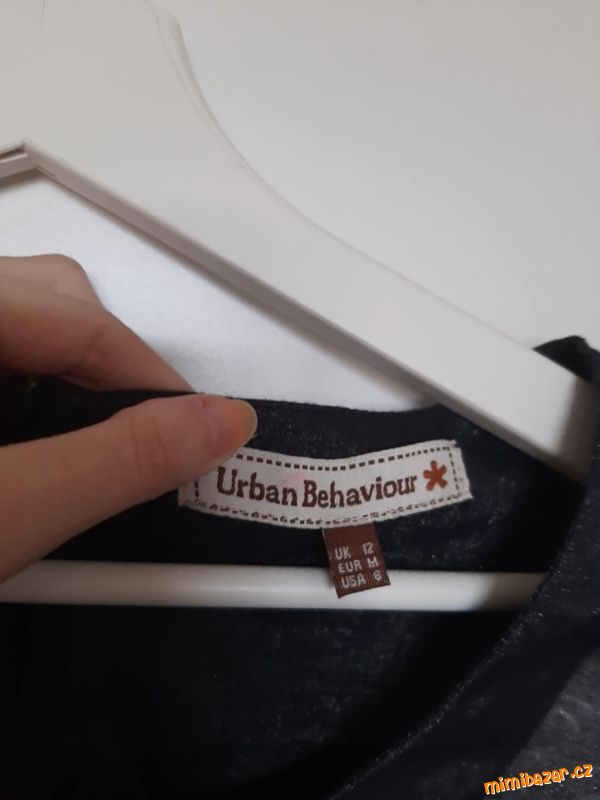 Urban Behaviour
UK 12
EUR M
USA 8
mimibazar.cz